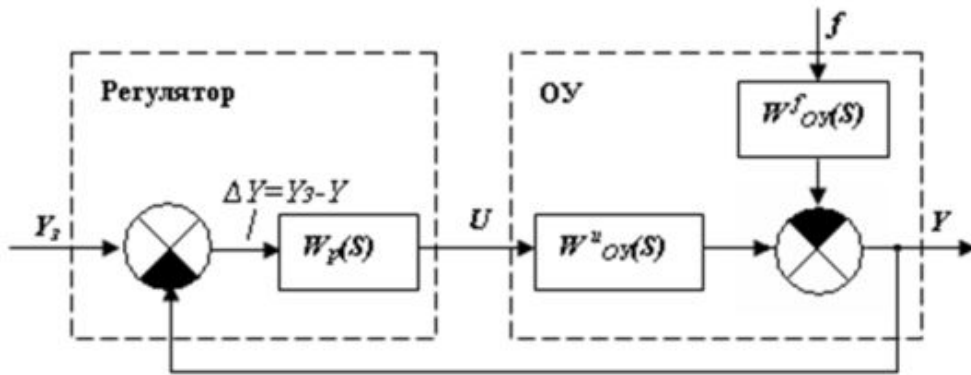 f
Регулятор
ОУ
W^f_ОУ(S)
ΔY=Yз-Y
Yз
W_p(S)
U
W^u_ОУ(S)
Y